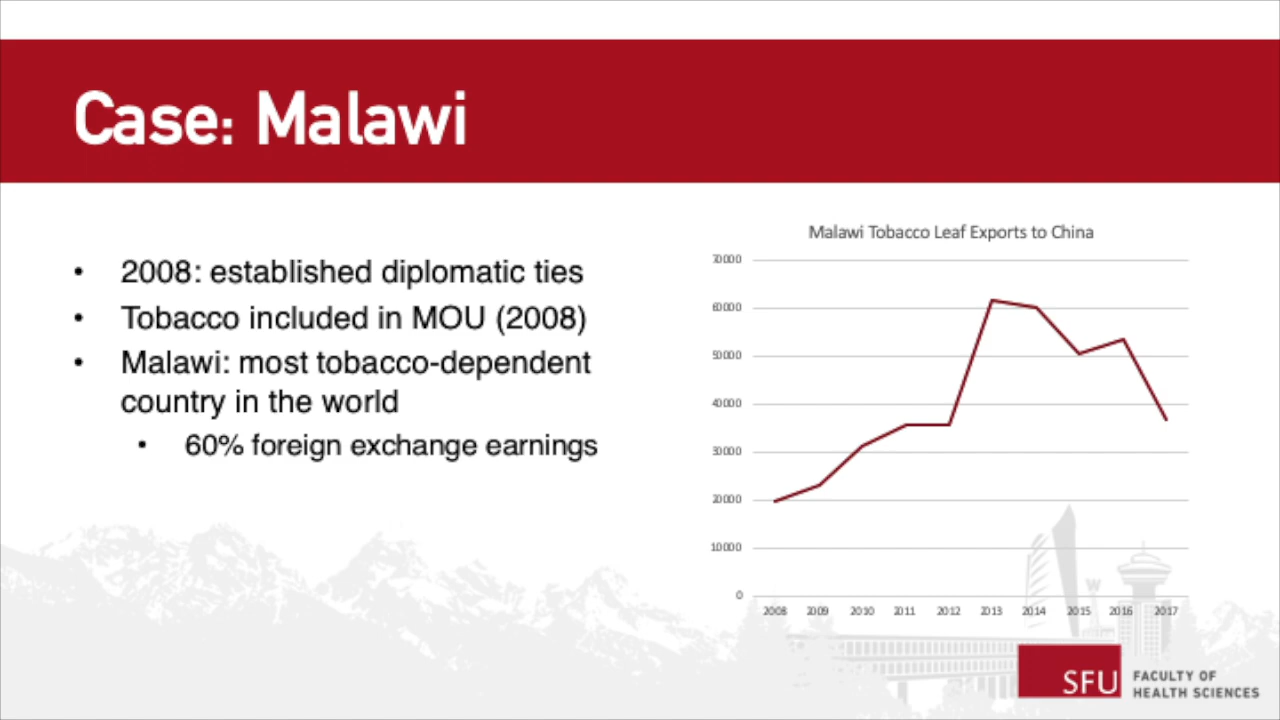 Case: Malawi
• 2008: established diplomatic ties
• Tobacco included in MOU (2008)
• Malawi: most tobacco-dependent
country in the world
• 60% foreign exchange earnings
Malawi Tobacco Leaf Exports to China
70000
60000
50000
40000
30000
20000
10000
0
2008 2009 2010 2011 2012 2013 2014 2015 2016 2017
W
SFU
FACULTY OF
HEALTH SCIENCES